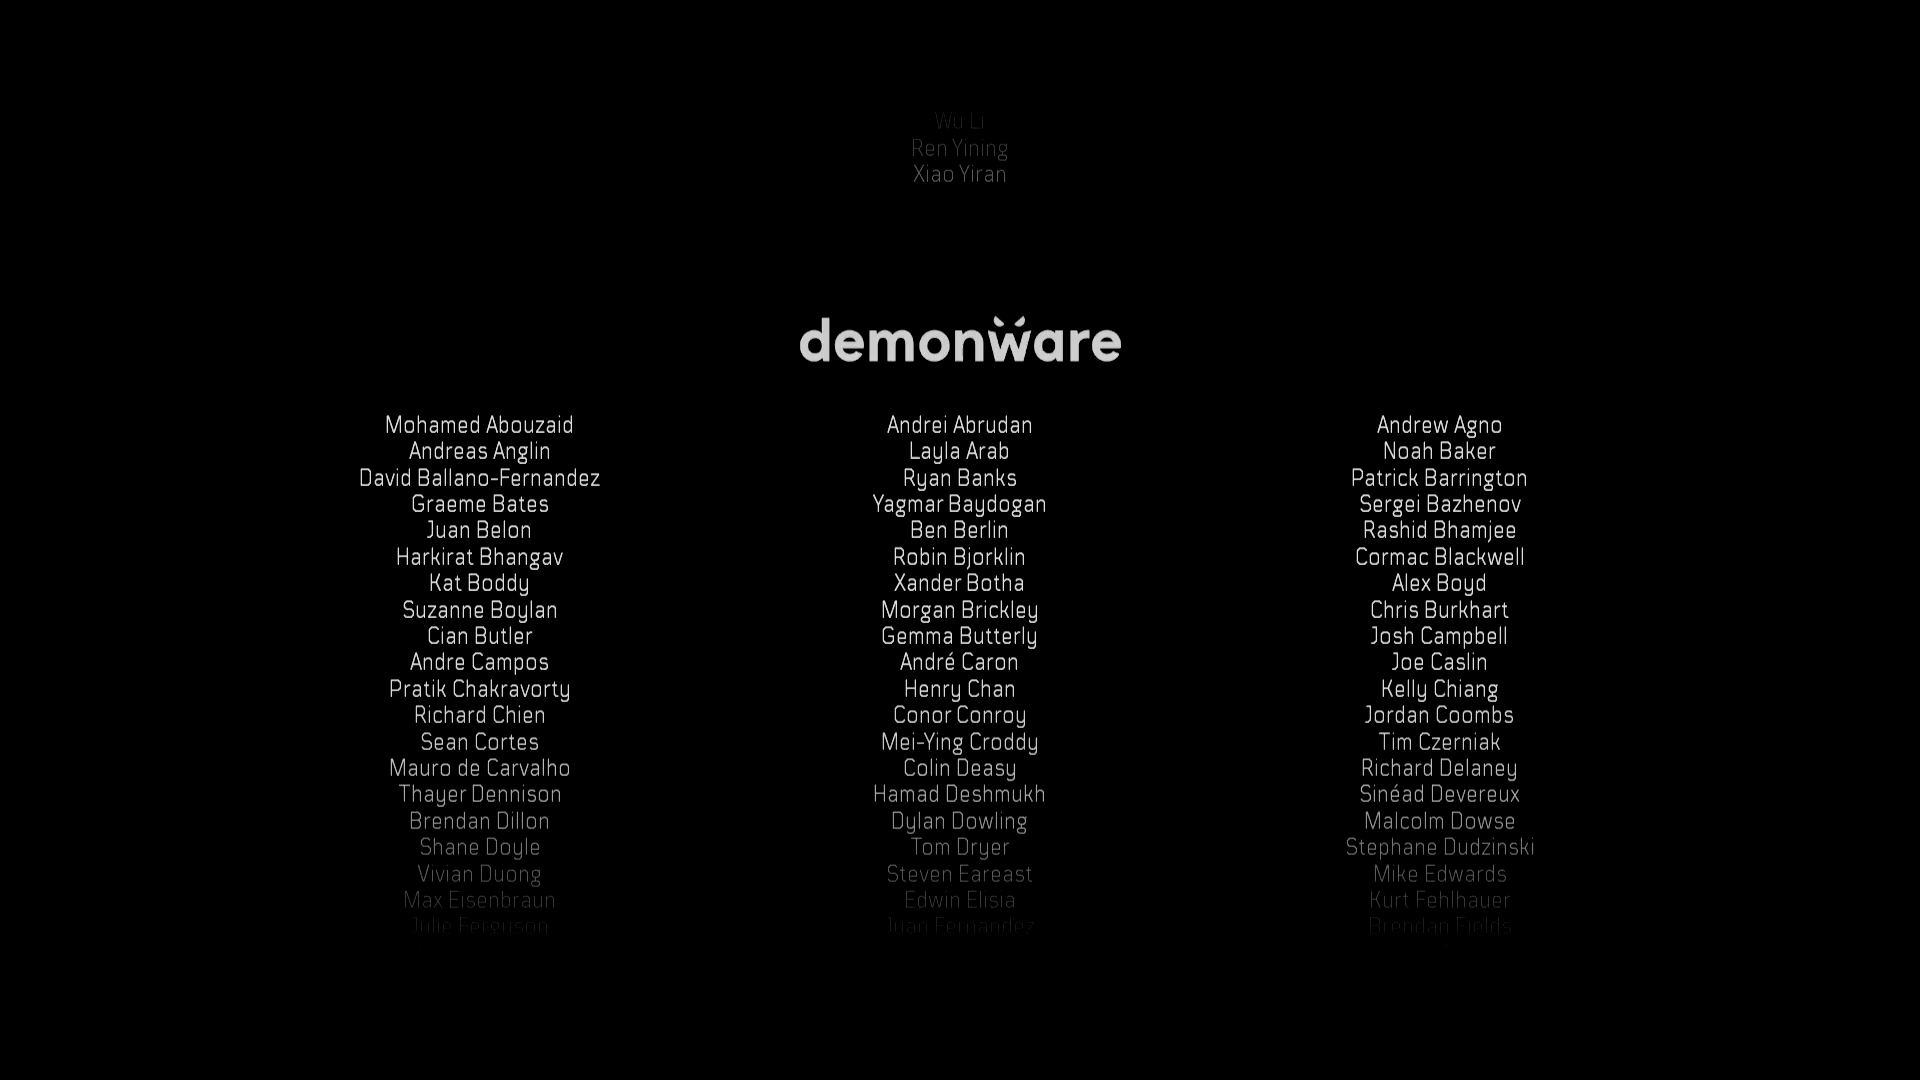 Wu Li
Ren Yining
Xiao Yiran
demonware
Mohamed Abouzaid Andrei Abrudan Andrew Agno
Andreas Anglin Layla Arab Noah Baker
David Ballano-Fernandez Ryan Banks Patrick Barrington
Graeme Bates Yagmar Baydogan Sergei Bazhenov
Juan Belon Ben Berlin Rashid Bhamjee
Harkirat Bhangav Robin Bjorklin Cormac Blackwell
Kat Boddy Xander Botha Alex Boyd
Suzanne Boylan Morgan Brickley Chris Burkhart
Cian Butler Gemma Butterly Josh Campbell
Andre Campos André Caron Joe Caslin
Pratik Chakravorty Henry Chan Kelly Chiang
Richard Chien Conor Conroy Jordan Coombs
Sean Cortes Mei-Ying Croddy Tim Czerniak
Mauro de Carvalho Colin Deasy Richard Delaney
Thayer Dennison Hamad Deshmukh Sinéad Devereux
Brendan Dillon Dylan Dowling Malcolm Dowse
Shane Doyle Tom Dryer Stephane Dudzinski
Vivian Duong Steven Eareast Mike Edwards
Max Eisenbraun Edwin Elisia Kurt Fehlhauer
Julie Ferguson Juan Fernandez Brendan Fields